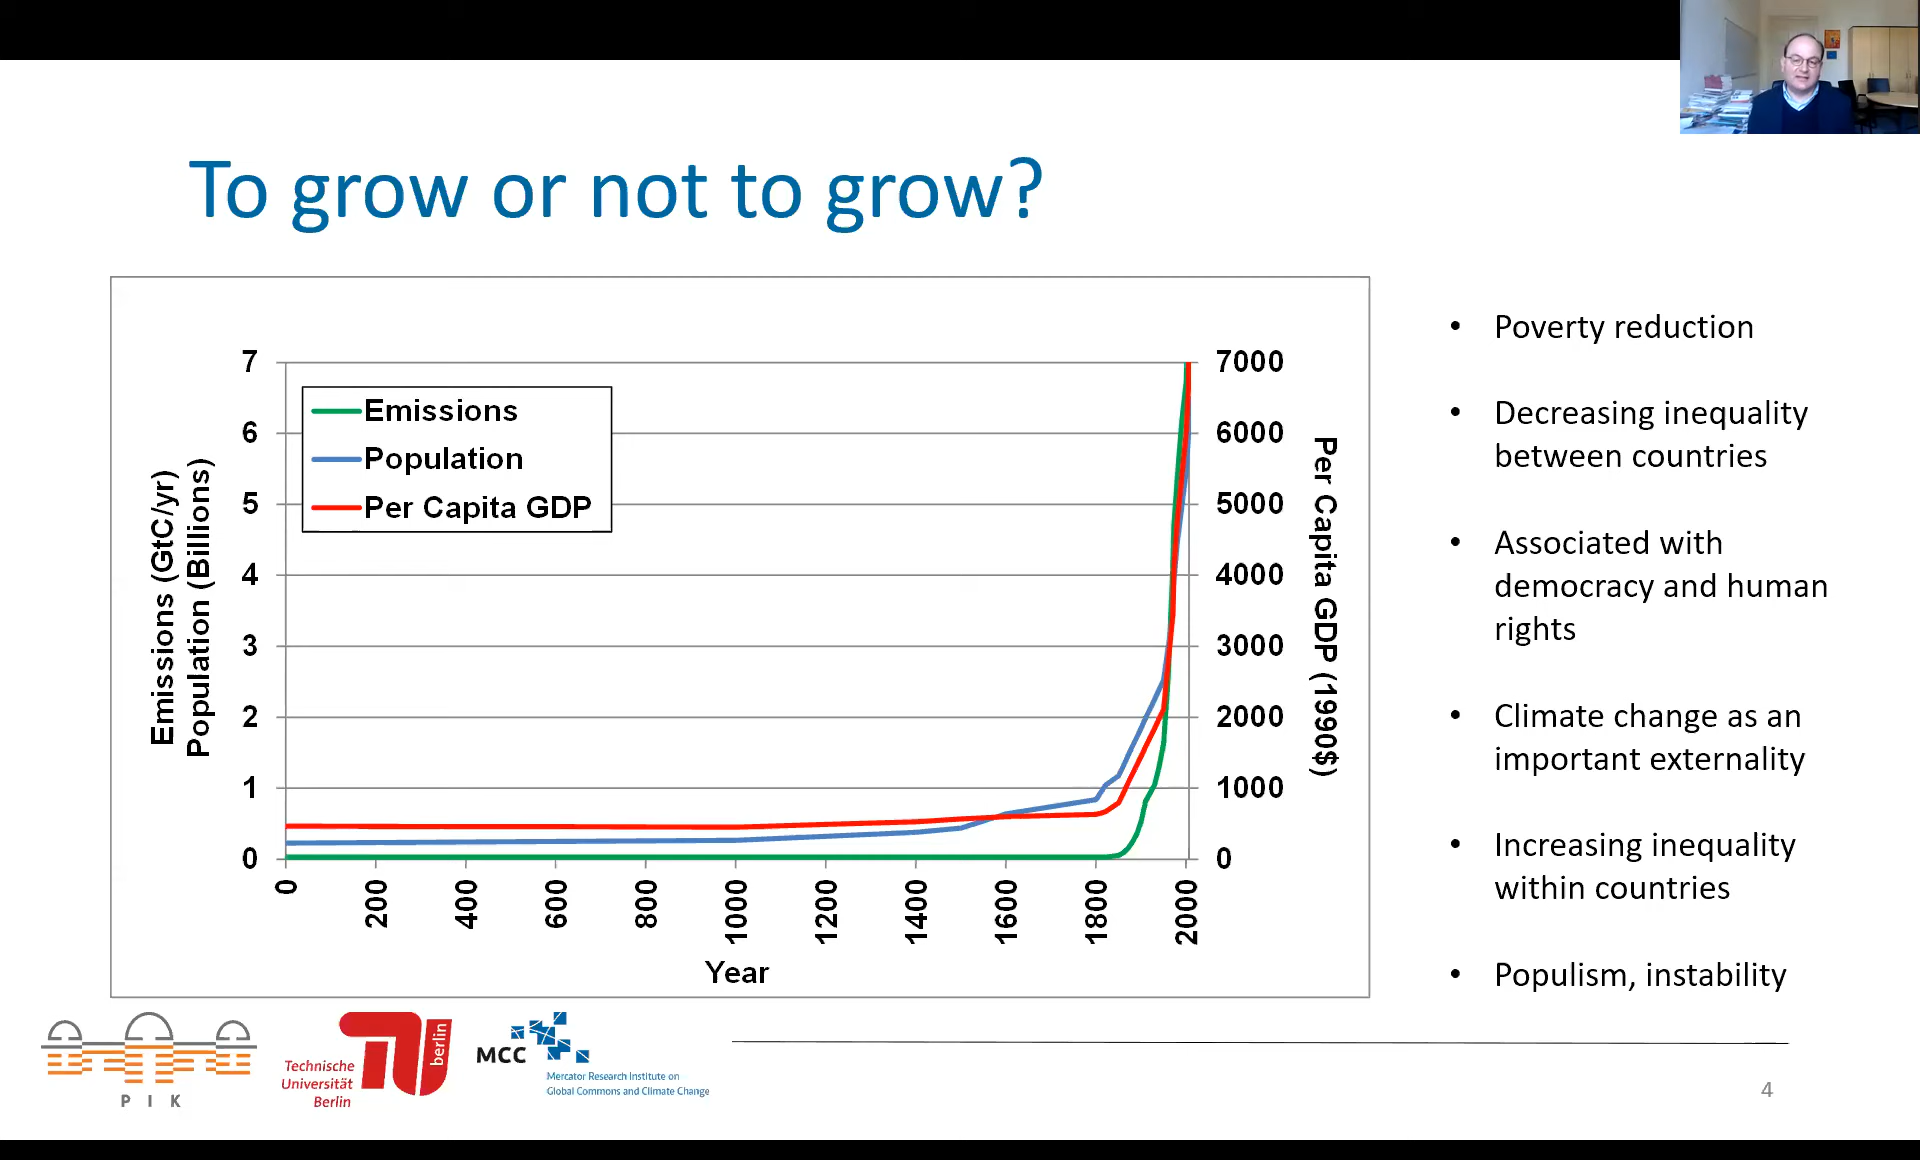 To grow or not to grow?
7
6
5
4
3
2
1
0
Emissions (GtC/yr)
Population (Billions)
Emissions
Population
Per Capita GDP
7000
6000
5000
4000
3000
2000
1000
0
Per Capita GDP (1990$)
0
200
400
600
800
1000
1200
1400
1600
1800
2000
Year
• Poverty reduction
• Decreasing inequality
between countries
• Associated with
democracy and human
rights
• Climate change as an
important externality
• Increasing inequality
within countries
• Populism, instability
P I K
Technische
Universität
Berlin
berlin
MCC
Mercator Research Institute on
Global Commons and Climate Change
4